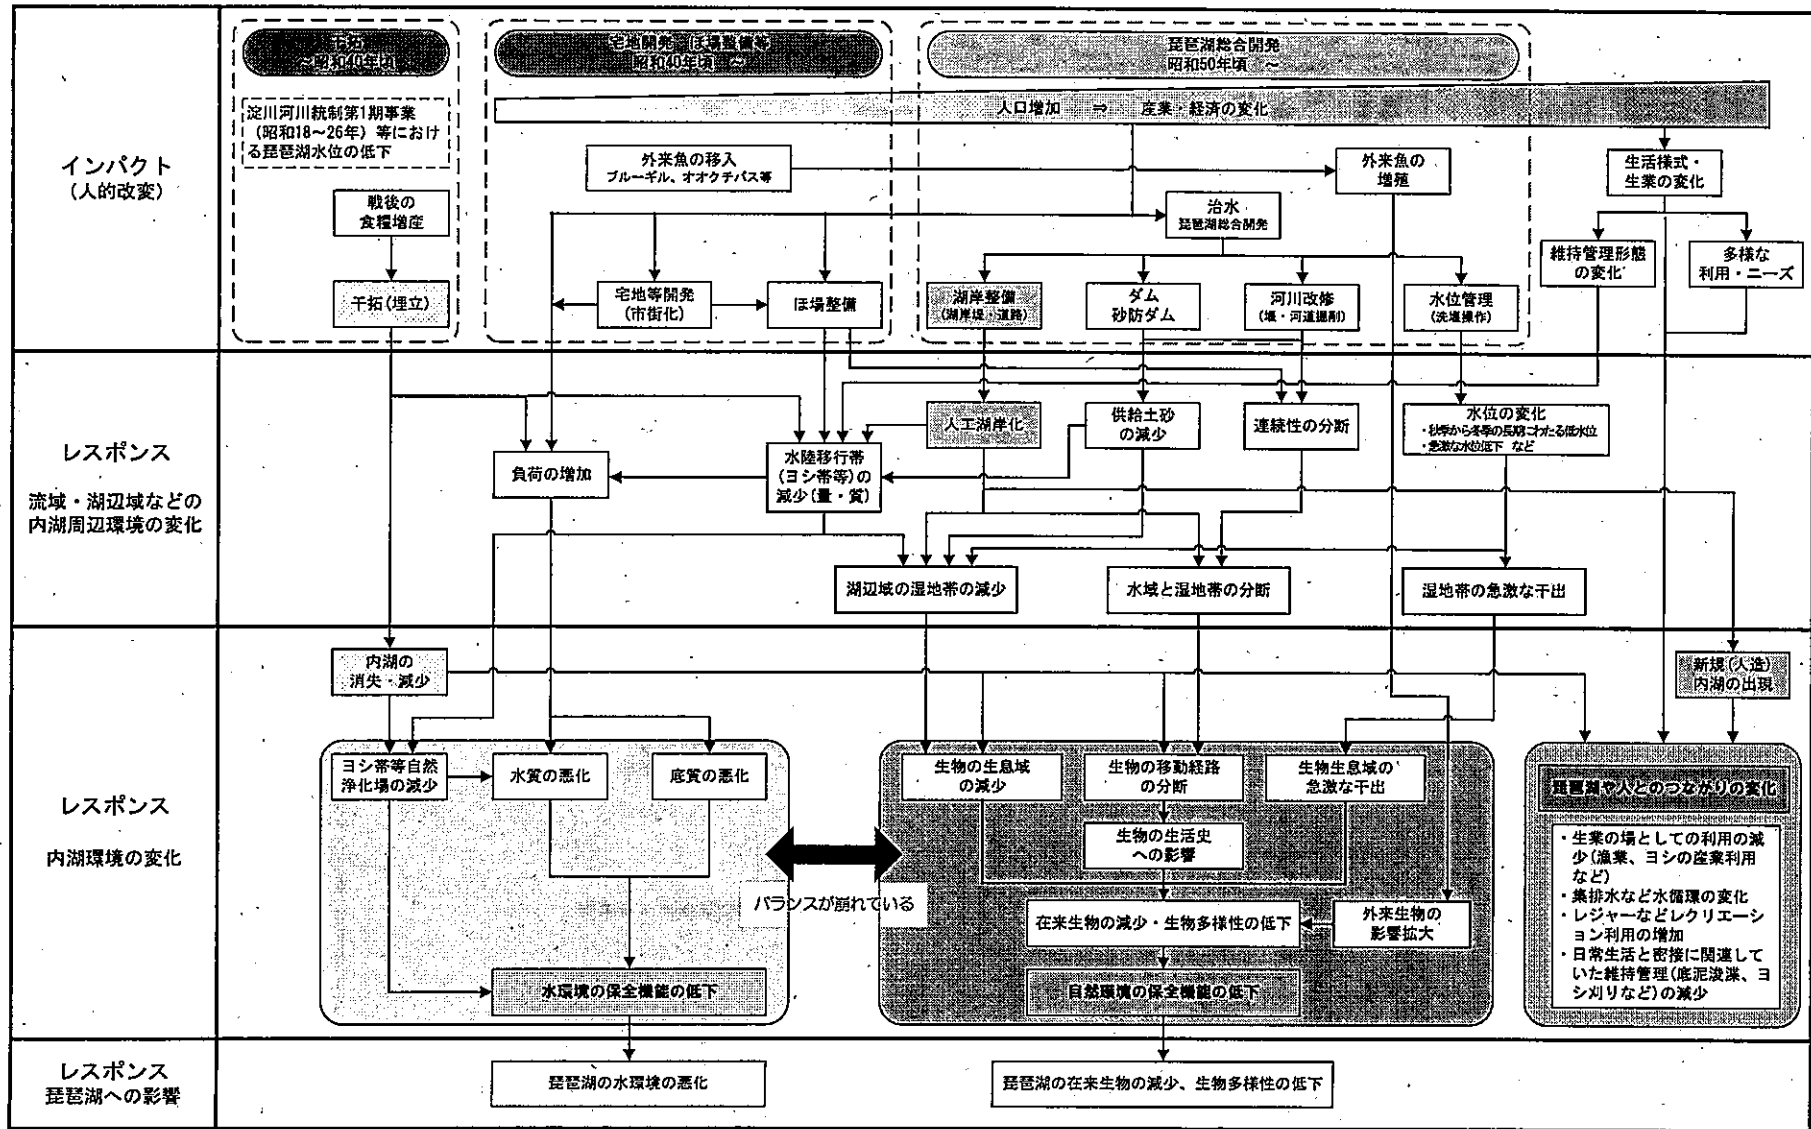 干拓
～昭和40年頃
宅地開発 ほ場整備等
昭和40年頃 ～
琵琶湖総合開発
昭和50年頃 ～
人口増加 ⇒ 産業・経済の変化
淀川河川統制第1期事業
(昭和18～26年) 等におけ
る琵琶湖水位の低下
インパクト
(人的改変)
外来魚の移入
ブルーギル、オオクチバス等
外来魚の
増殖
生活様式・
生業の変化
戦後の
食糧増産
治水
琵琶湖総合開発
維持管理形態
の変化
多様な
利用・ニーズ
干拓(埋立)
宅地等開発
(市街化)
ほ場整備
湖岸整備
(湖岸堤・道路)
ダム
砂防ダム
河川改修
(堰・河道掘削)
水位管理
(洗堰操作)
レスポンス
流域・湖辺域などの
内湖周辺環境の変化
人工湖岸化
供給土砂
の減少
連続性の分断
水位の変化
・秋季から冬季の長期にわたる低水位
・急激な水位低下 など
負荷の増加
水陸移行帯
(ヨシ帯等)の
減少(量・質)
湖辺域の湿地帯の減少
水域と湿地帯の分断
湿地帯の急激な干出
内湖の
消失・減少
新規(人造)
内湖の出現
レスポンス
内湖環境の変化
ヨシ帯等自然
浄化場の減少
水質の悪化
底質の悪化
生物の生息域
の減少
生物の移動経路
の分断
生物生息域の
急激な干出
琵琶湖や人とのつながりの変化
生物の生活史
への影響
・生業の場としての利用の減
少(漁業、ヨシの産業利用
など)
・集排水など水循環の変化
・レジャーなどレクリエーシ
ョン利用の増加
・日常生活と密接に関連して
いた維持管理(底泥浚渫、ヨ
シ刈りなど)の減少
バランスが崩れている
在来生物の減少・生物多様性の低下
外来生物の
影響拡大
水環境の保全機能の低下
自然環境の保全機能の低下
レスポンス
琵琶湖への影響
琵琶湖の水環境の悪化
琵琶湖の在来生物の減少、生物多様性の低下